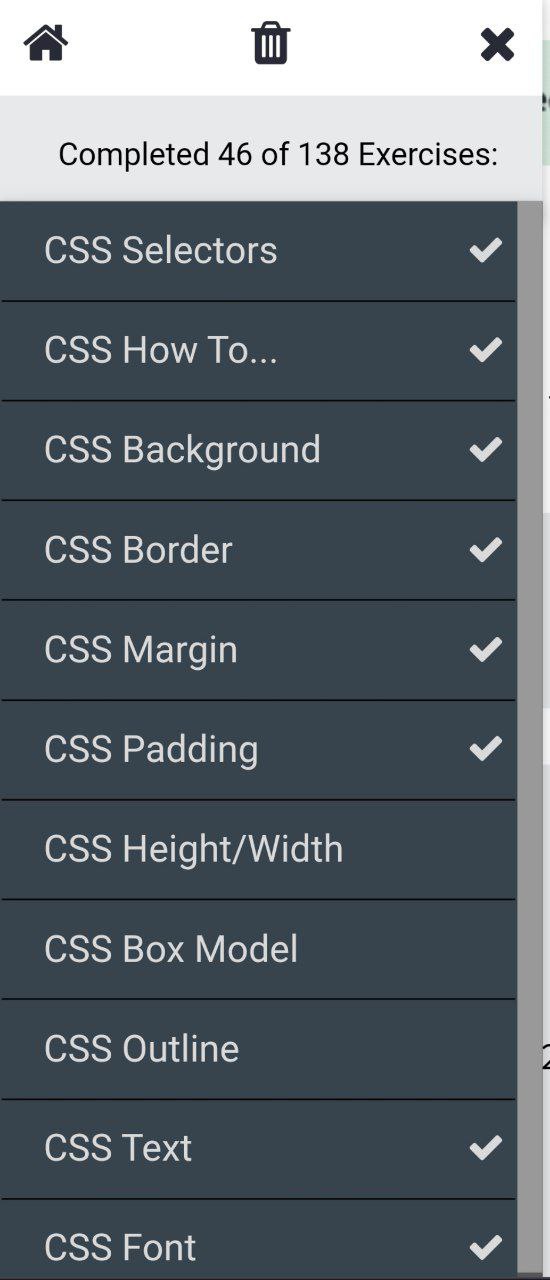 Completed 46 of 138 Exercises:
CSS Selectors
CSS How To...
CSS Background
CSS Border
CSS Margin
CSS Padding
CSS Height/Width
CSS Box Model
CSS Outline
CSS Text
CSS Font